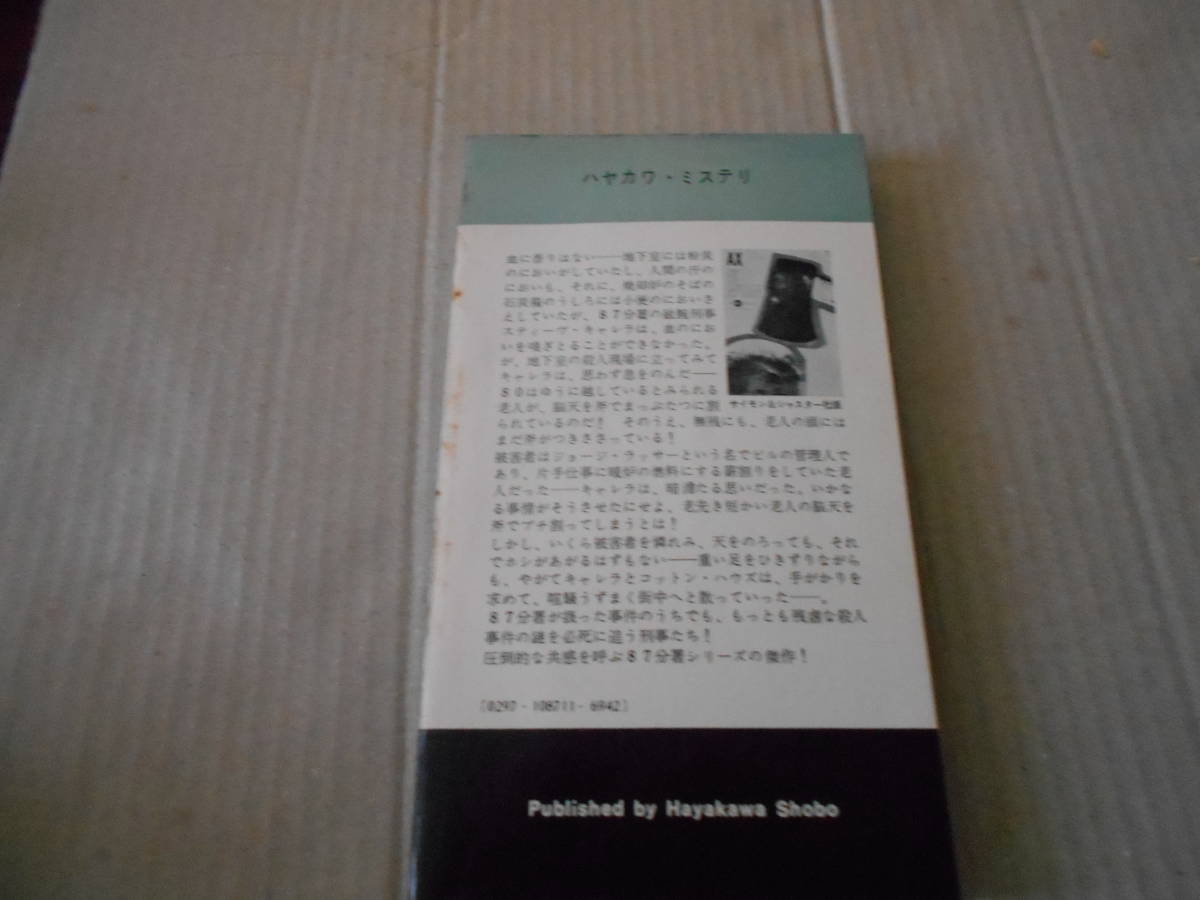 ハヤカワ・ミステリ
血に香りはない――地下室には粉炭
のにおいがしていたし、人間の汗の
においも、それに、焼却炉のそばの
石炭箱のうしろには小便のにおいさ
えしていたが、87分署の敏腕刑事
スティーヴ・キャレラは、血のにお
いを嗅ぎとることができなかった。
が、地下室の殺人現場に立ってみて
キャレラは、思わず息をのんだ――
80はゆうに越しているとみられる
老人が、脳天を斧でまっぷたつに割
られているのだ! そのうえ、無残にも、老人の頭には
まだ斧がつきささっている!
被害者はジョージ・ラッサーという名でビルの管理人で
あり、片手仕事に暖炉の燃料にする薪割りをしていた老
人だった――キャレラは、暗澹たる思いだった。いかな
る事情がそうさせたにせよ、老先き短かい老人の脳天を
斧でブチ割ってしまうとは!
しかし、いくら被害者を憐れみ、天をのろっても、それ
でホシがあがるはずもない――重い足をひきずりながら
も、やがてキャレラとコットン・ハウズは、手がかりを
求めて、喧騒うずまく街中へと散っていった――。
87分署が扱った事件のうちでも、もっとも残虐な殺人
事件の謎を必死に追う刑事たち!
圧倒的な共感を呼ぶ87分署シリーズの傑作!
AX
サイモン&シャスター社版
[0297-108711-6942]
Published by Hayakawa Shobo